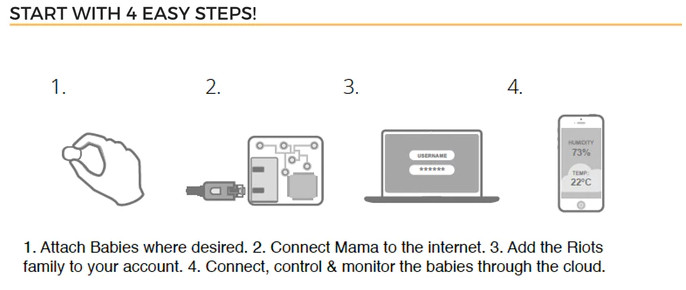 START WITH 4 EASY STEPS!
1. 2. 3. 4.
USERNAME
******
HUMIDITY
73%
TEMP:
22°C
1. Attach Babies where desired. 2. Connect Mama to the internet. 3. Add the Riots
family to your account. 4. Connect, control & monitor the babies through the cloud.